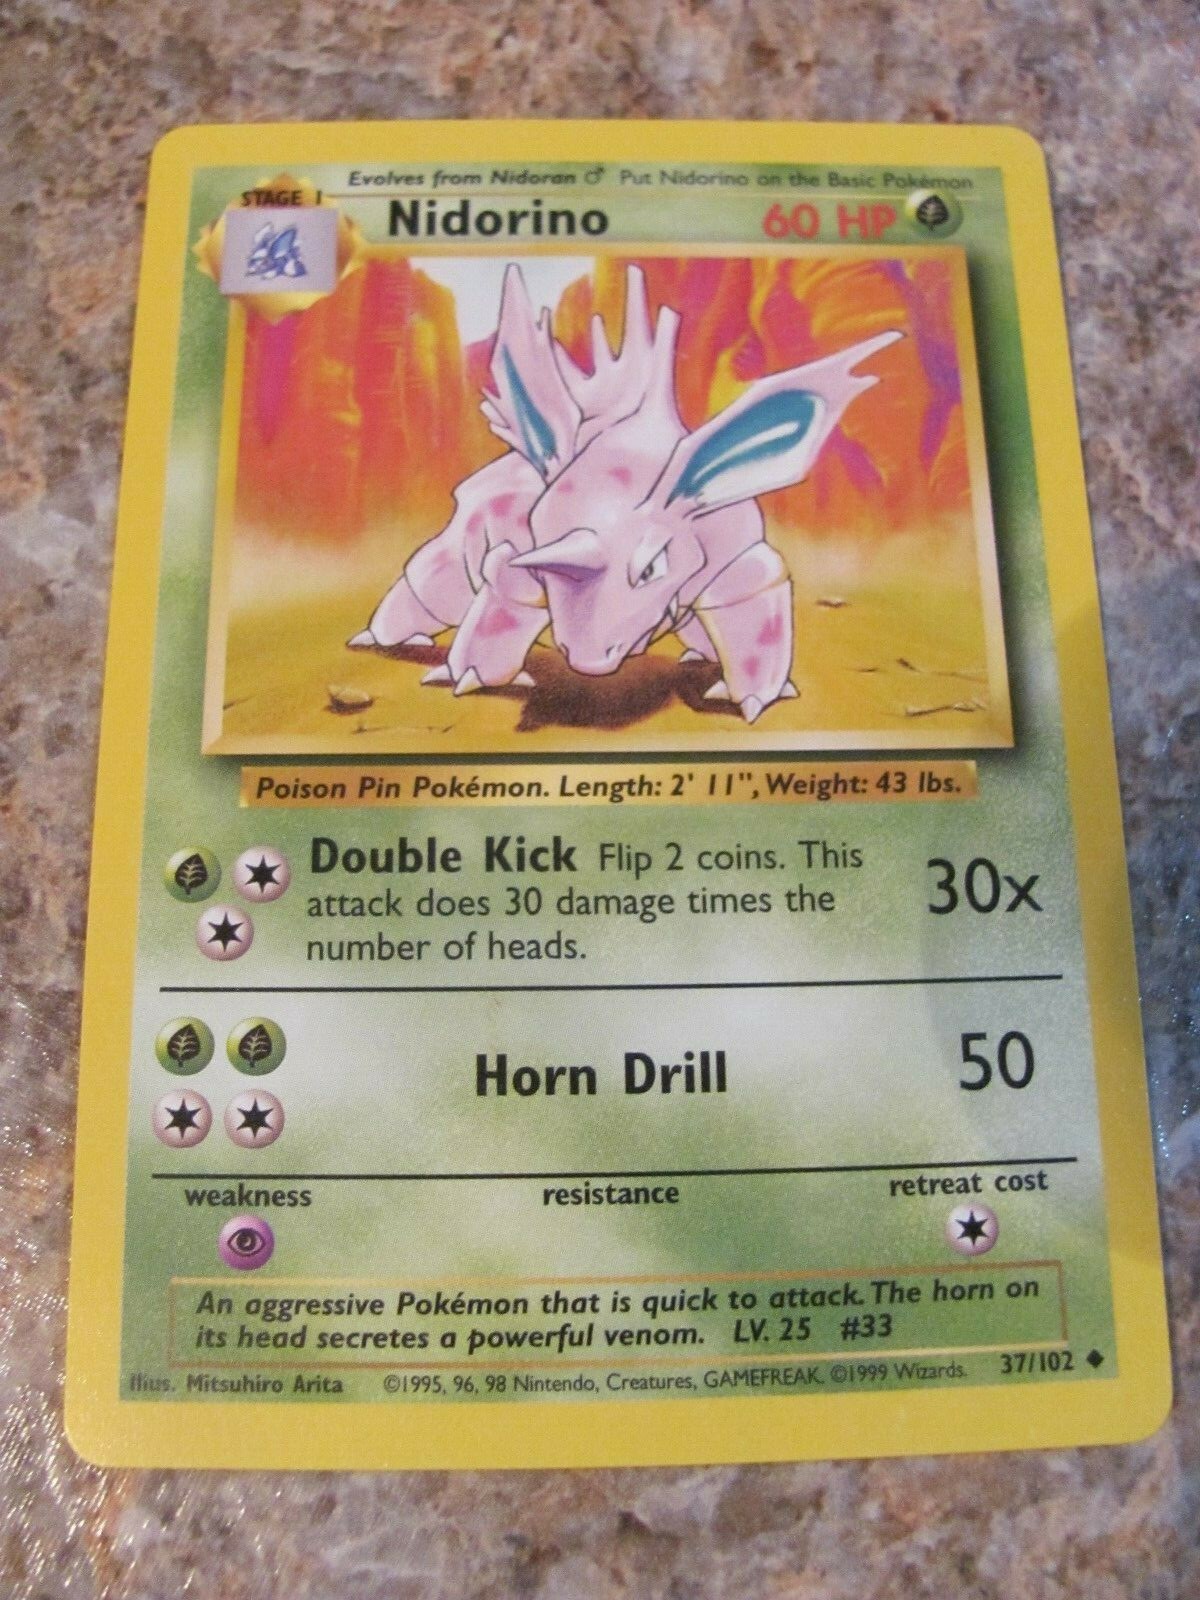 Evolves from Nidoran ♂ Put Nidorino on the Basic Pokémon
STAGE 1
Nidorino 60 HP
Poison Pin Pokémon. Length: 2' 11", Weight: 43 lbs.
Double Kick Flip 2 coins. This
attack does 30 damage times the
number of heads.
30x
Horn Drill 50
weakness resistance retreat cost
An aggressive Pokémon that is quick to attack. The horn on
its head secretes a powerful venom. LV. 25 #33
Illus. Mitsuhiro Arita ©1995, 96, 98 Nintendo, Creatures, GAMEFREAK. ©1999 Wizards. 37/102